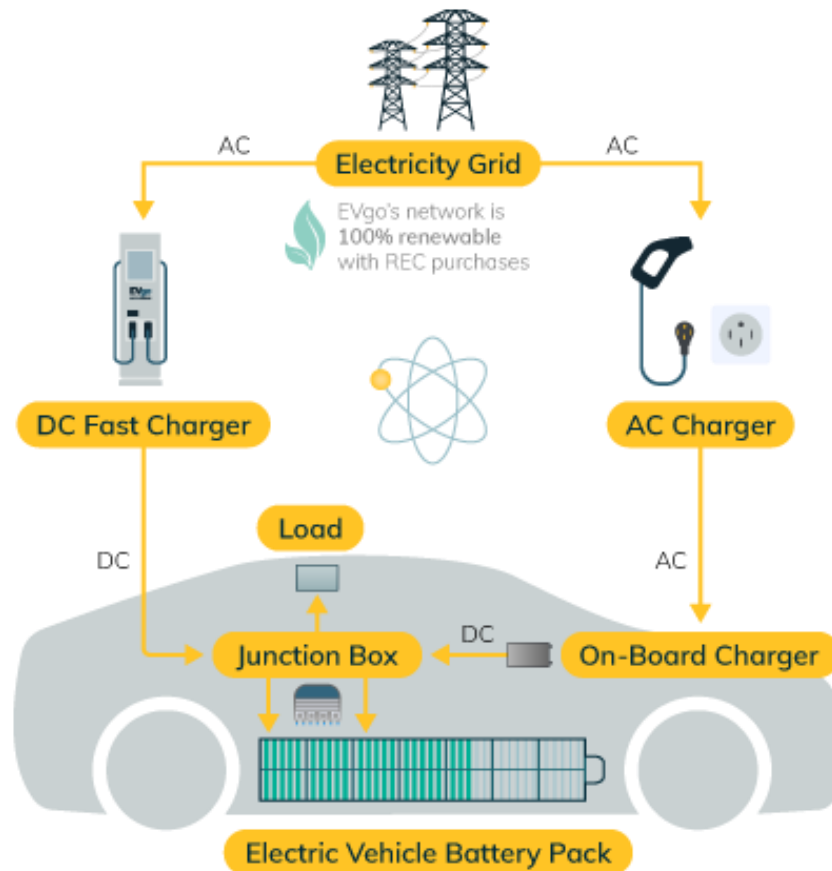 AC
AC
Electricity Grid
EVgo's network is
100% renewable
with REC purchases
EVgo
DC Fast Charger
AC Charger
Load
DC
AC
DC
Junction Box
On-Board Charger
Electric Vehicle Battery Pack